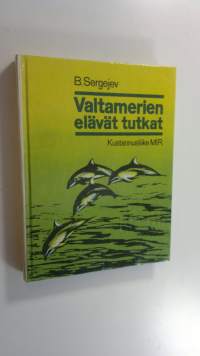 B. Sergejev
Valtamerien
elävät tutkat
Kustannusliike MIR